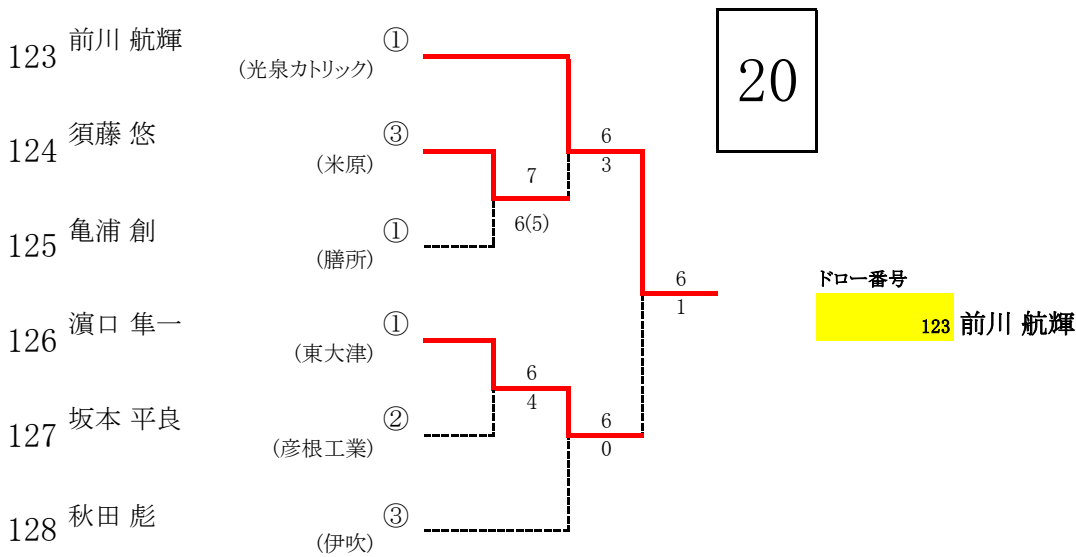 123 前川 航輝 ①
(光泉カトリック)
20
124 須藤 悠 ③
(米原)
6
3
7
6(5)
125 亀浦 創 ①
(膳所)
6
1
ドロー番号
123 前川 航輝
126 濵口 隼一 ①
(東大津)
6
4
127 坂本 平良 ②
(彦根工業)
6
0
128 秋田 彪 ③
(伊吹)